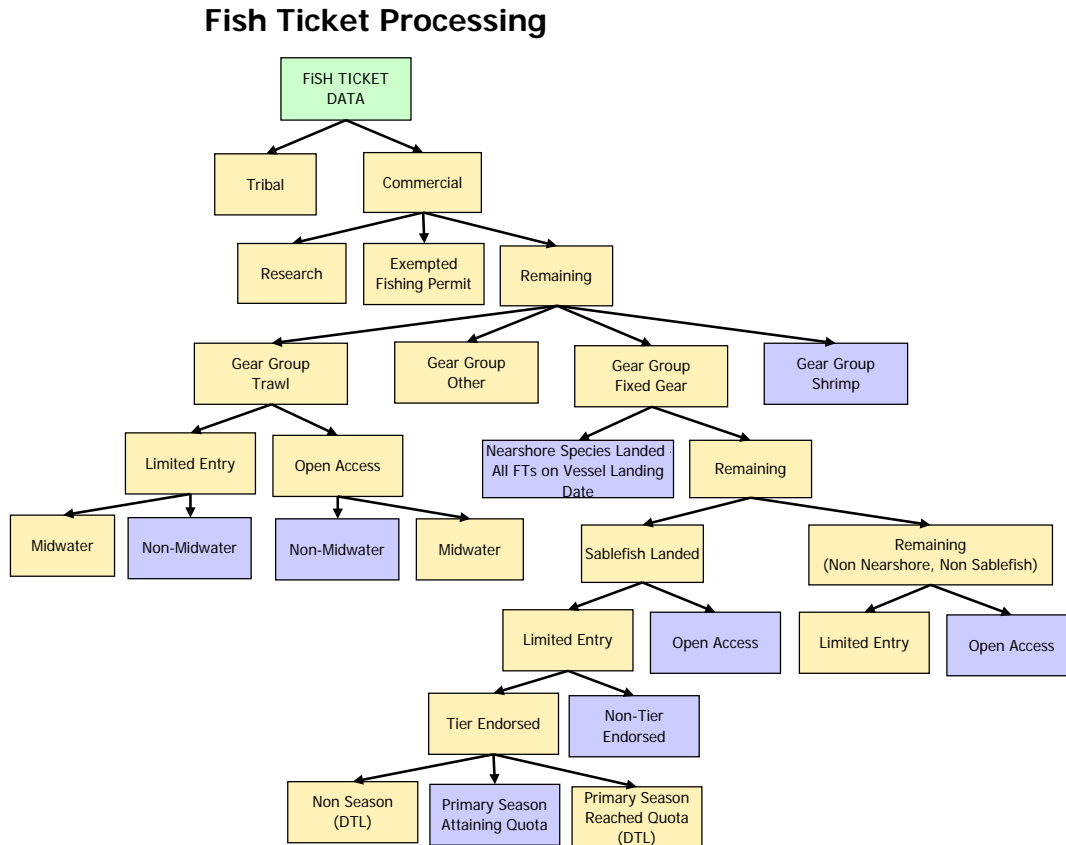 Fish Ticket Processing
FiSH TICKET
DATA
Tribal
Commercial
Research
Exempted
Fishing Permit
Remaining
Gear Group
Trawl
Gear Group
Other
Gear Group
Fixed Gear
Gear Group
Shrimp
Limited Entry
Open Access
Nearshore Species Landed -
All FTs on Vessel Landing
Date
Remaining
Midwater
Non-Midwater
Non-Midwater
Midwater
Sablefish Landed
Remaining
(Non Nearshore, Non Sablefish)
Limited Entry
Open Access
Limited Entry
Open Access
Tier Endorsed
Non-Tier
Endorsed
Non Season
(DTL)
Primary Season
Attaining Quota
Primary Season
Reached Quota
(DTL)